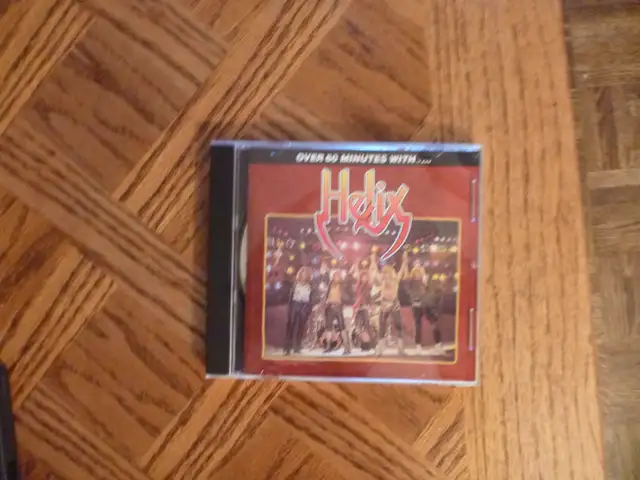 OVER 60 MINUTES WITH....
Helix